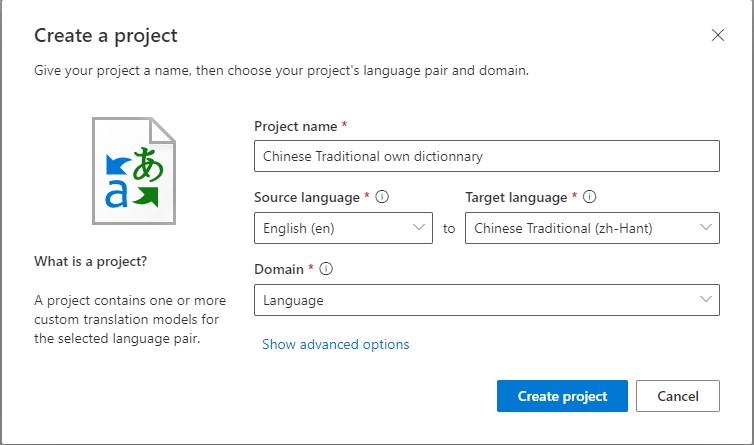 Create a project
Give your project a name, then choose your project's language pair and domain.
あ
a
Project name *
Chinese Traditional own dictionnary
Source language *
Target language *
English (en)
to
Chinese Traditional (zh-Hant)
What is a project?
Domain *
A project contains one or more
custom translation models for
the selected language pair.
Language
Show advanced options
Create project
Cancel